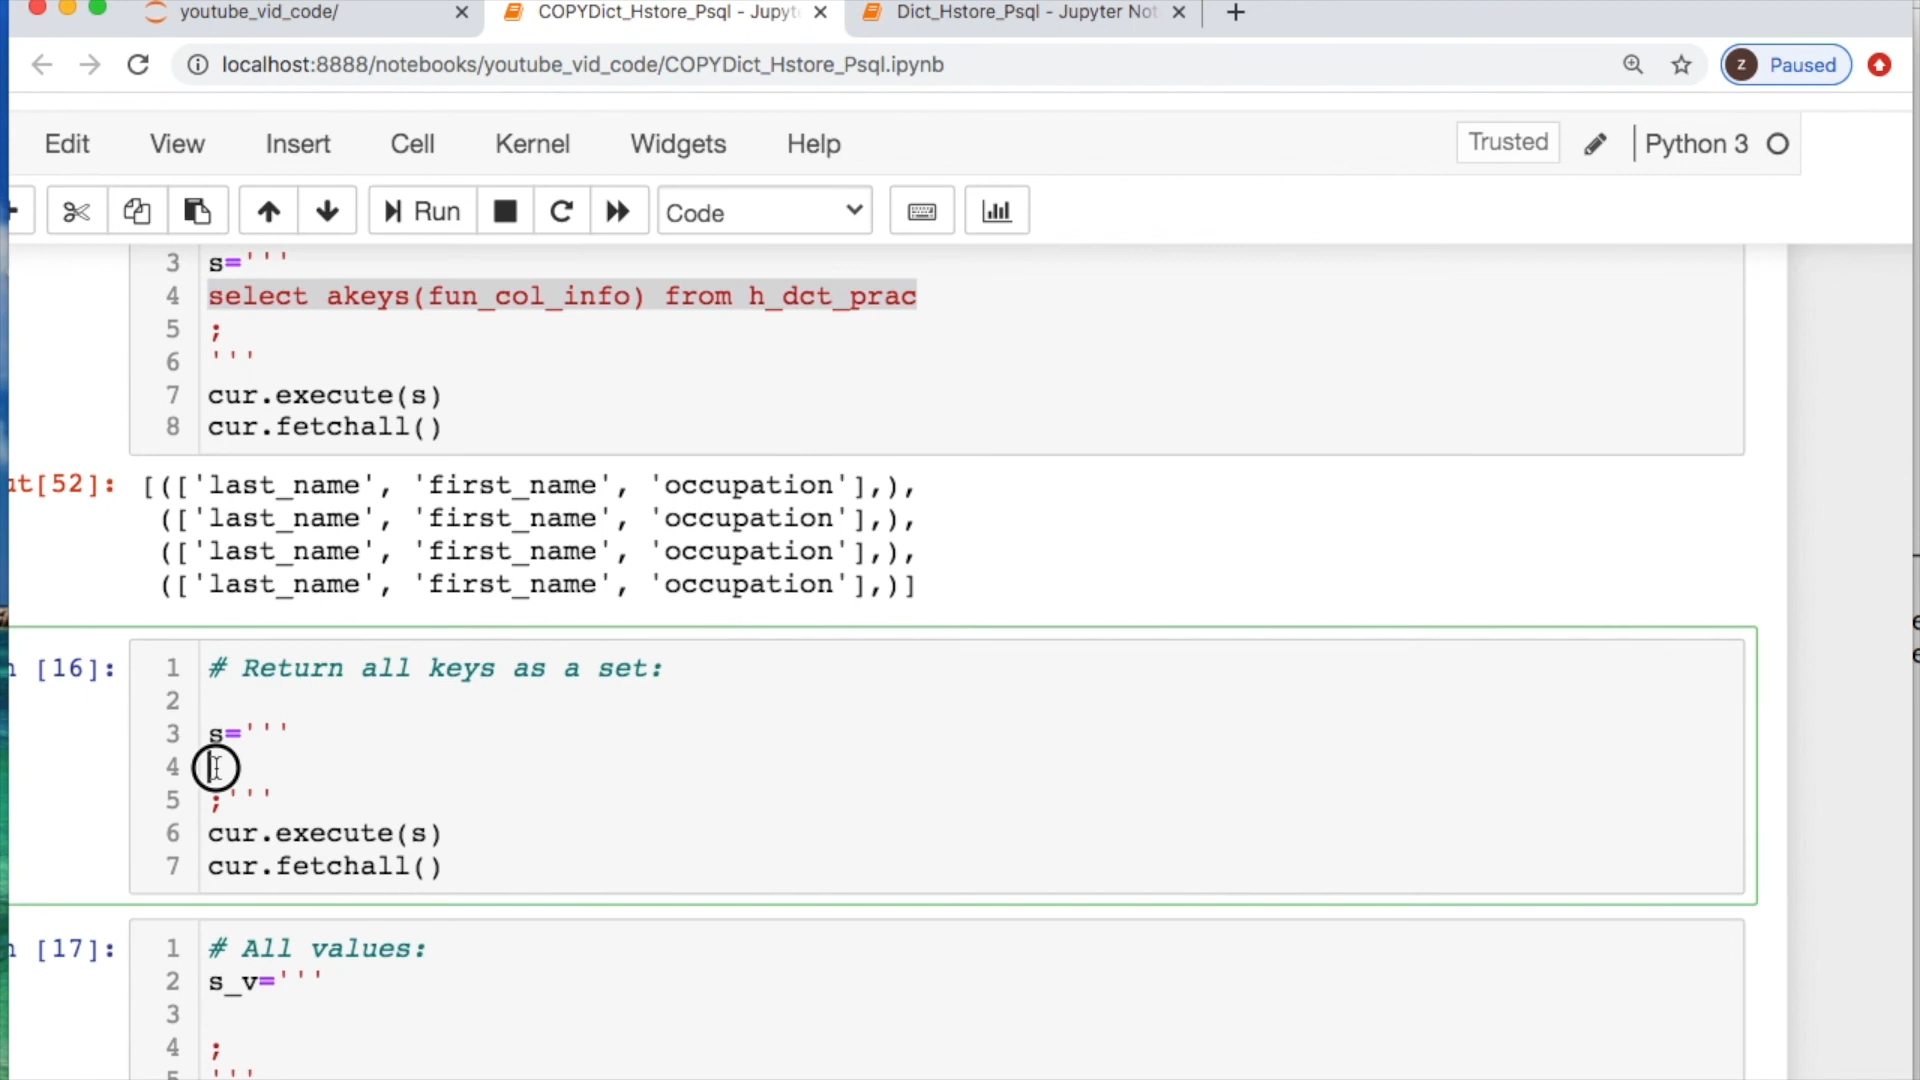 youtube_vid_code/
COPYDict_Hstore_Psql - Jupyt
Dict_Hstore_Psql - Jupyter Not
localhost:8888/notebooks/youtube_vid_code/COPYDict_Hstore_Psql.ipynb
z Paused
Edit View Insert Cell Kernel Widgets Help Trusted Python 3
Run Code
3 s='''
4 select akeys(fun_col_info) from h_dct_prac
5 ;
6 '''
7 cur.execute(s)
8 cur.fetchall()
ut[52]: [(['last_name', 'first_name', 'occupation'],),
(['last_name', 'first_name', 'occupation'],),
(['last_name', 'first_name', 'occupation'],),
(['last_name', 'first_name', 'occupation'],)]
n [16]: 1 # Return all keys as a set:
2
3 s='''
4
5 ;'''
6 cur.execute(s)
7 cur.fetchall()
n [17]: 1 # All values:
2 s_v='''
3
4 ;
5 '''